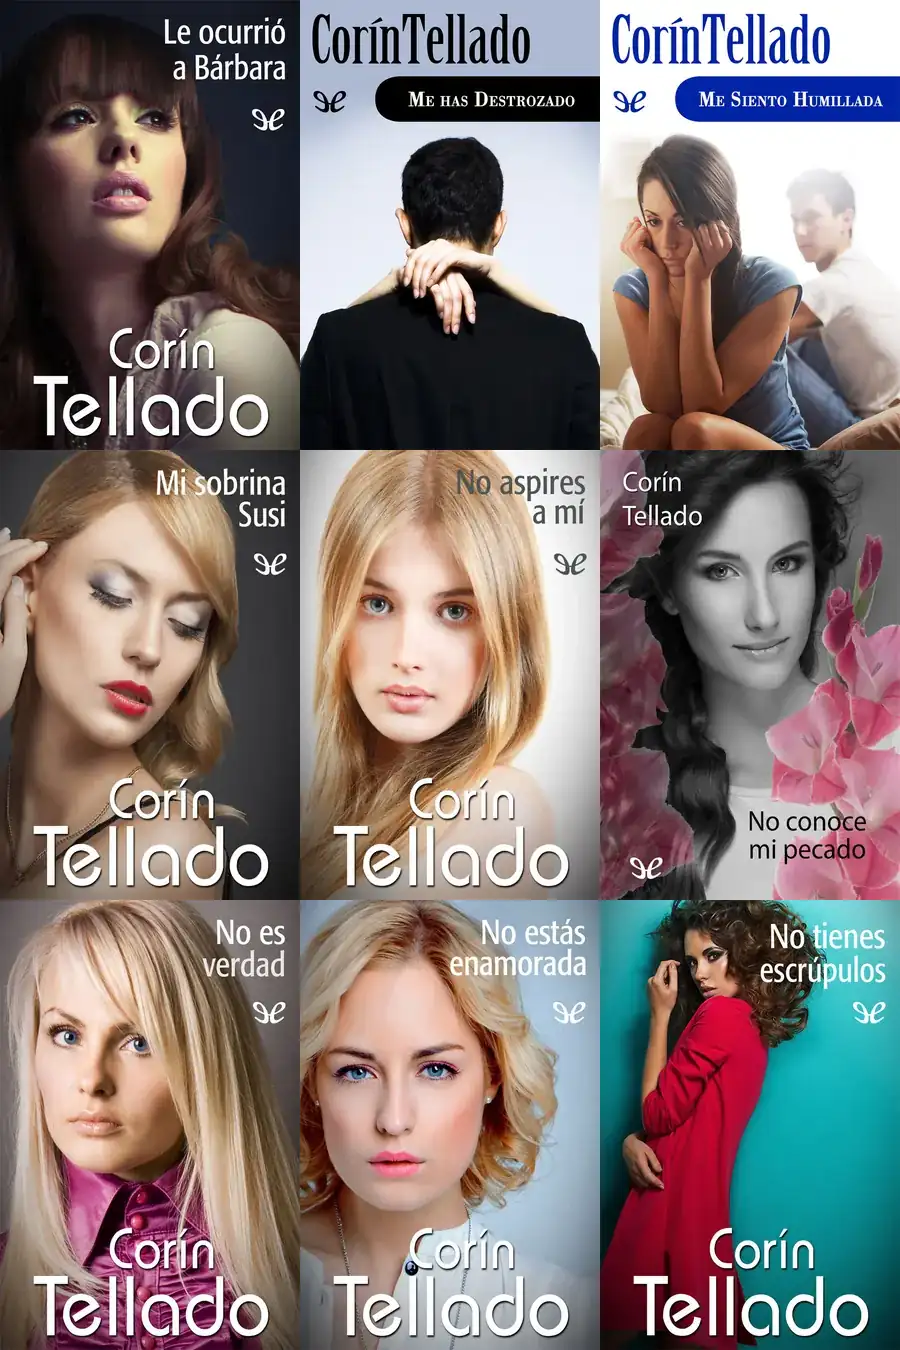 Le ocurrió
a Bárbara
Corín
Tellado
CorínTellado
Me has Destrozado
CorínTellado
Me Siento Humillada
Mi sobrina
Susi
Corín
Tellado
No aspires
a mí
Corín
Tellado
Corín
Tellado
No conoce
mi pecado
No es
verdad
Corín
Tellado
No estás
enamorada
Corín
Tellado
No tienes
escrúpulos
Corín
Tellado